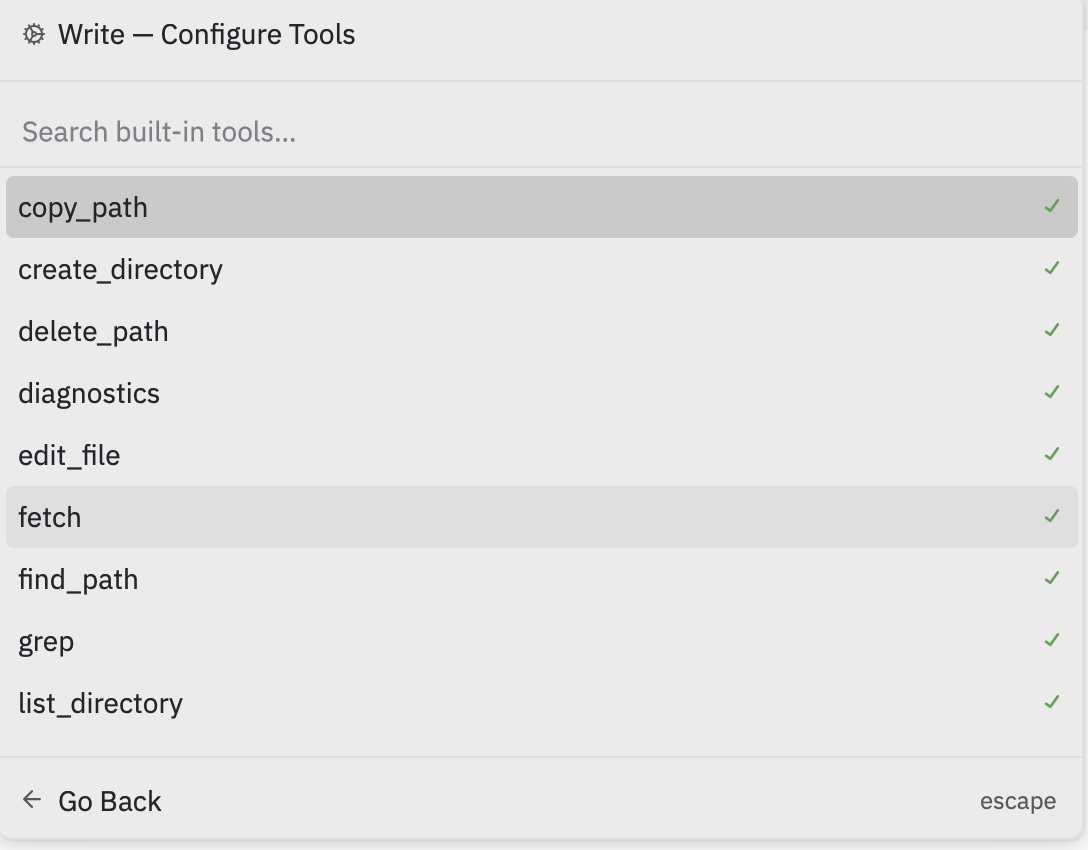 Write — Configure Tools
Search built-in tools...
copy_path
create_directory
delete_path
diagnostics
edit_file
fetch
find_path
grep
list_directory
Go Back
escape